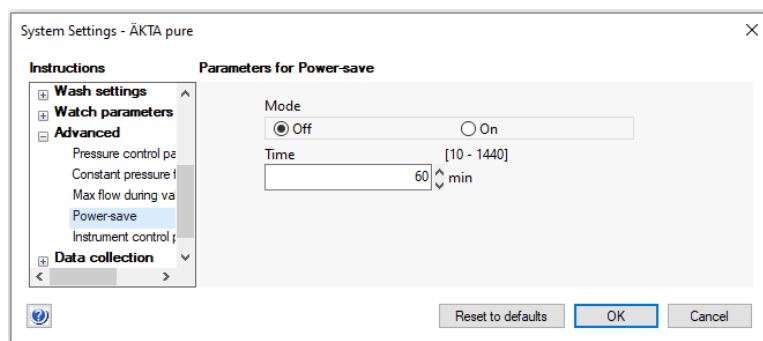 System Settings - ÄKTA pure
Instructions
Parameters for Power-save
Wash settings
Watch parameters
Advanced
Pressure control pa
Constant pressure f
Max flow during val
Power-save
Instrument control p
Data collection
Mode
Off On
Time [10 - 1440]
60 min
Reset to defaults OK Cancel